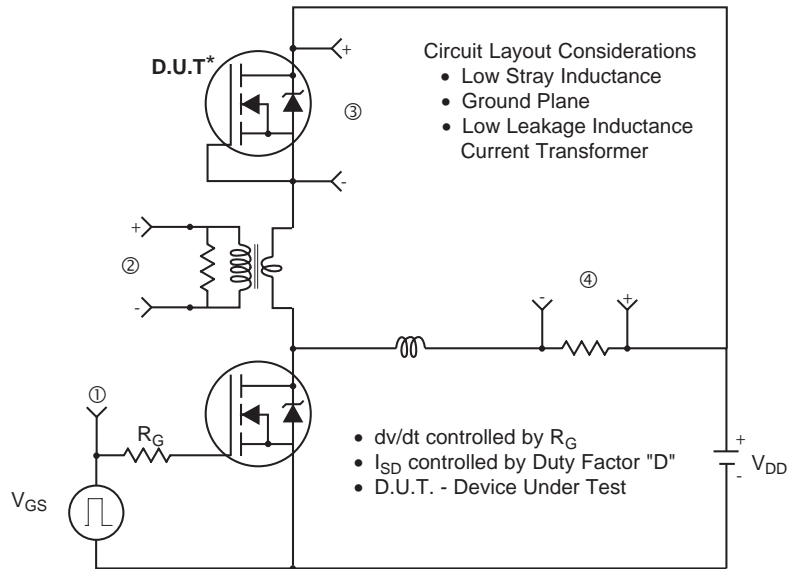 D.U.T*
+
③
-
Circuit Layout Considerations
• Low Stray Inductance
• Ground Plane
• Low Leakage Inductance
Current Transformer
+
②
-
④
-
+
①
RG
VGS
• dv/dt controlled by RG
• ISD controlled by Duty Factor "D"
• D.U.T. - Device Under Test
+
VDD
-